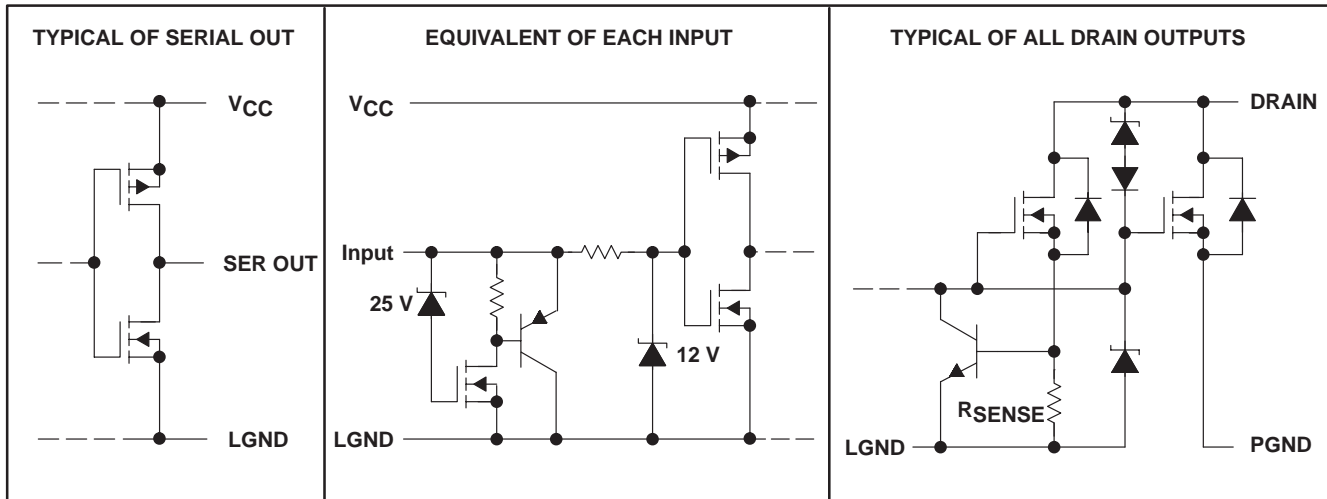 TYPICAL OF SERIAL OUT
VCC
SER OUT
LGND
EQUIVALENT OF EACH INPUT
VCC
Input
25 V
12 V
LGND
TYPICAL OF ALL DRAIN OUTPUTS
DRAIN
RSENSE
LGND
PGND